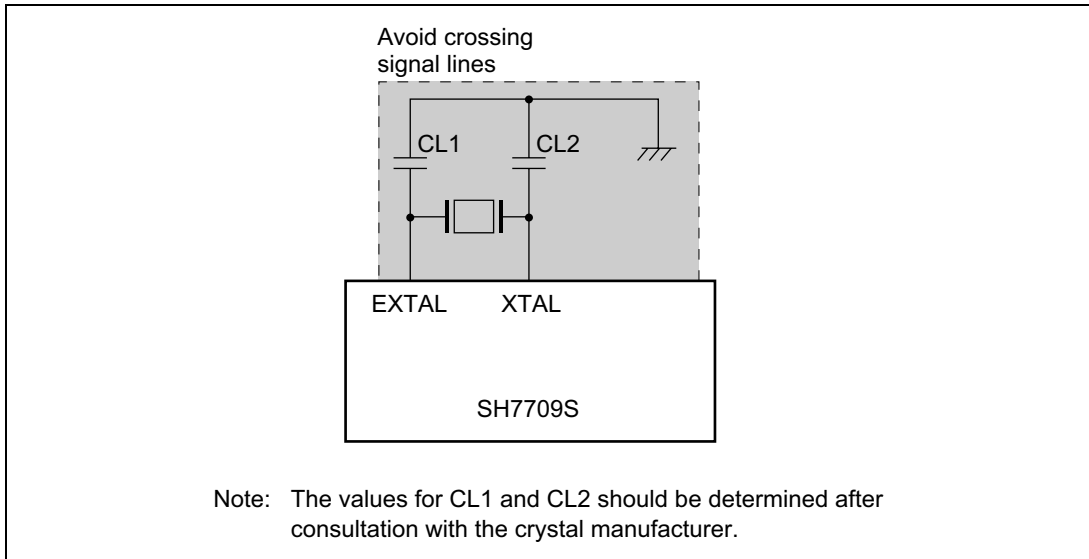 Avoid crossing
signal lines
CL1
CL2
EXTAL
XTAL
SH7709S
Note: The values for CL1 and CL2 should be determined after
consultation with the crystal manufacturer.